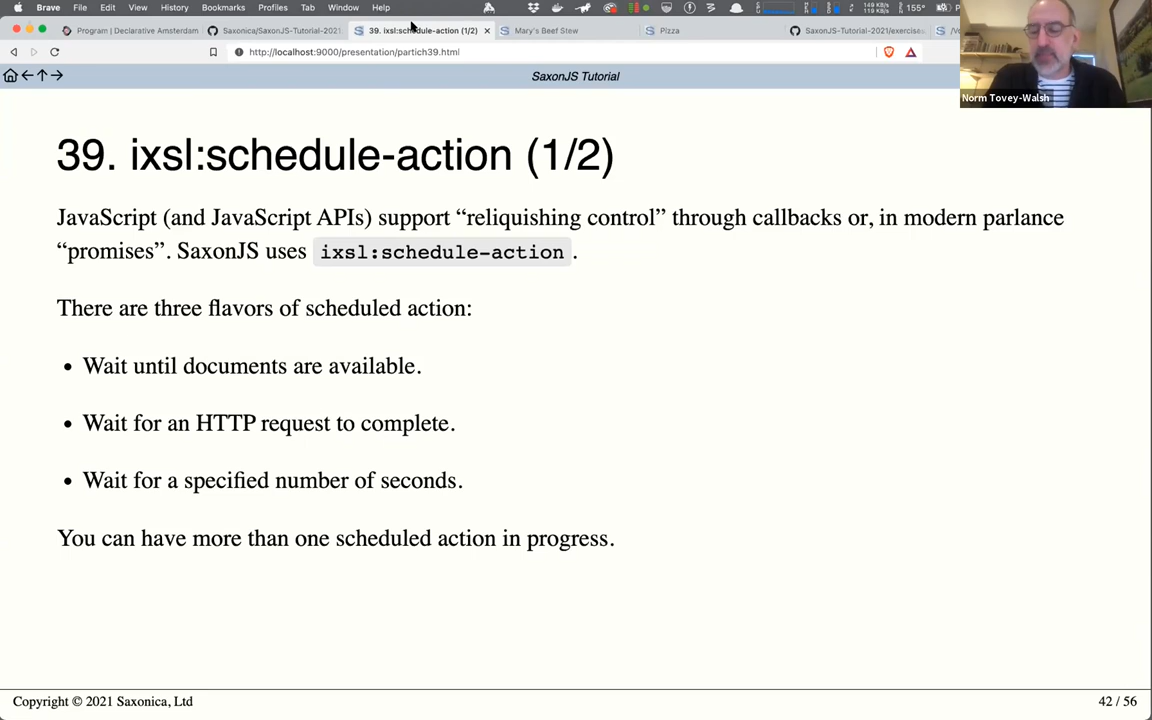 Brave File Edit View History Bookmarks Profiles Tab Window Help
149 KB/s
119 KB/s
155°
Program | Declarative Amsterdam
Saxonica/SaxonJS-Tutorial-2021
39. ixsl:schedule-action (1/2)
Mary's Beef Stew
Pizza
SaxonJS-Tutorial-2021/exercises
http://localhost:9000/presentation/partich39.html
SaxonJS Tutorial
Norm Tovey-Walsh
39. ixsl:schedule-action (1/2)
JavaScript (and JavaScript APIs) support “reliquishing control” through callbacks or, in modern parlance
“promises”. SaxonJS uses ixsl:schedule-action.
There are three flavors of scheduled action:
• Wait until documents are available.
• Wait for an HTTP request to complete.
• Wait for a specified number of seconds.
You can have more than one scheduled action in progress.
Copyright © 2021 Saxonica, Ltd
42 / 56